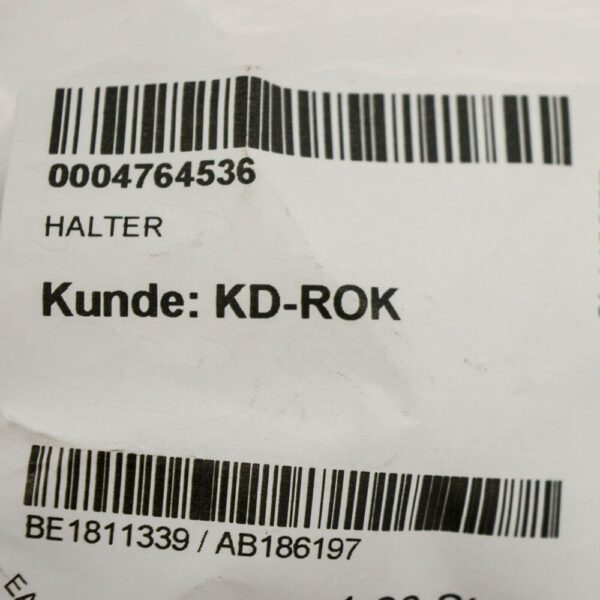 0004764536
HALTER
Kunde: KD-ROK
BE1811339 / AB186197